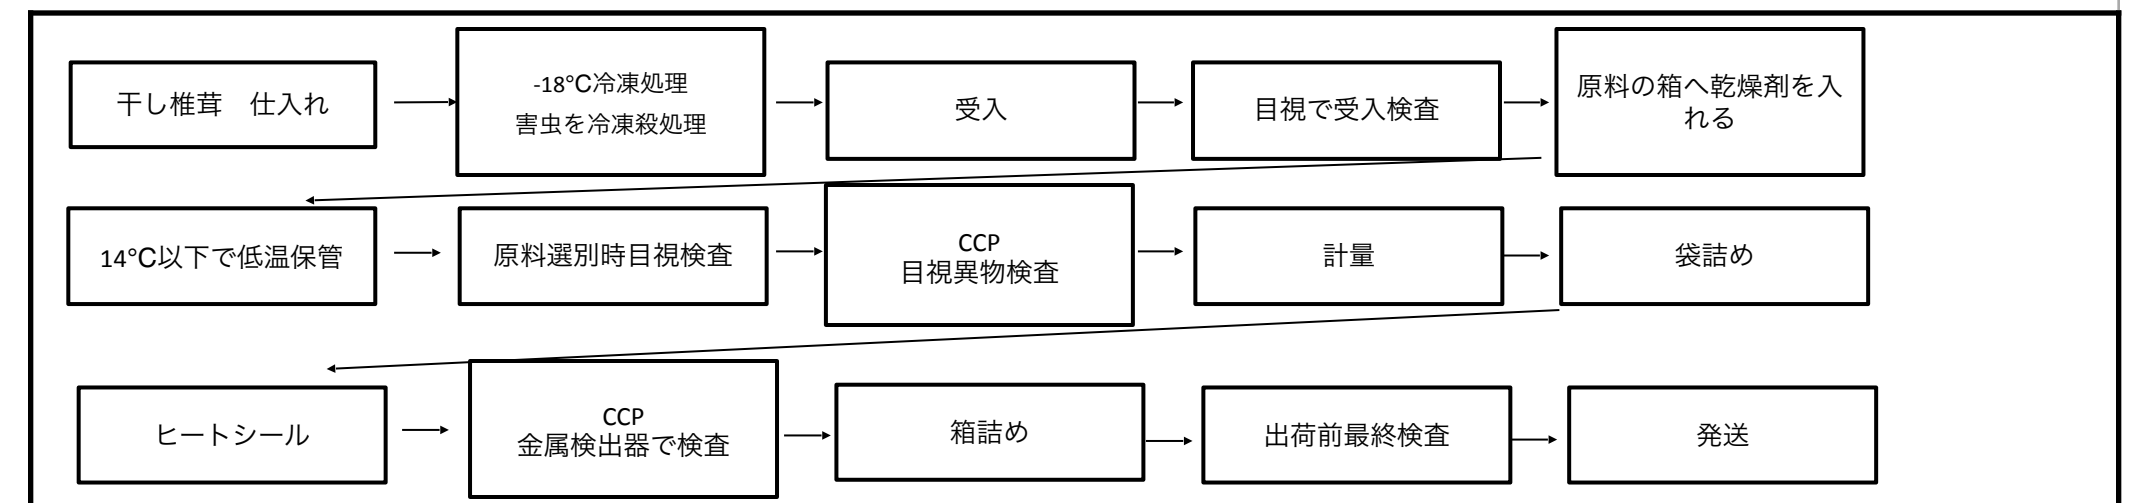 干し椎茸　仕入れ
-18℃冷凍処理
害虫を冷凍殺処理
受入
目視で受入検査
原料の箱へ乾燥剤を入
れる
14℃以下で低温保管
原料選別時目視検査
CCP
目視異物検査
計量
袋詰め
ヒートシール
CCP
金属検出器で検査
箱詰め
出荷前最終検査
発送